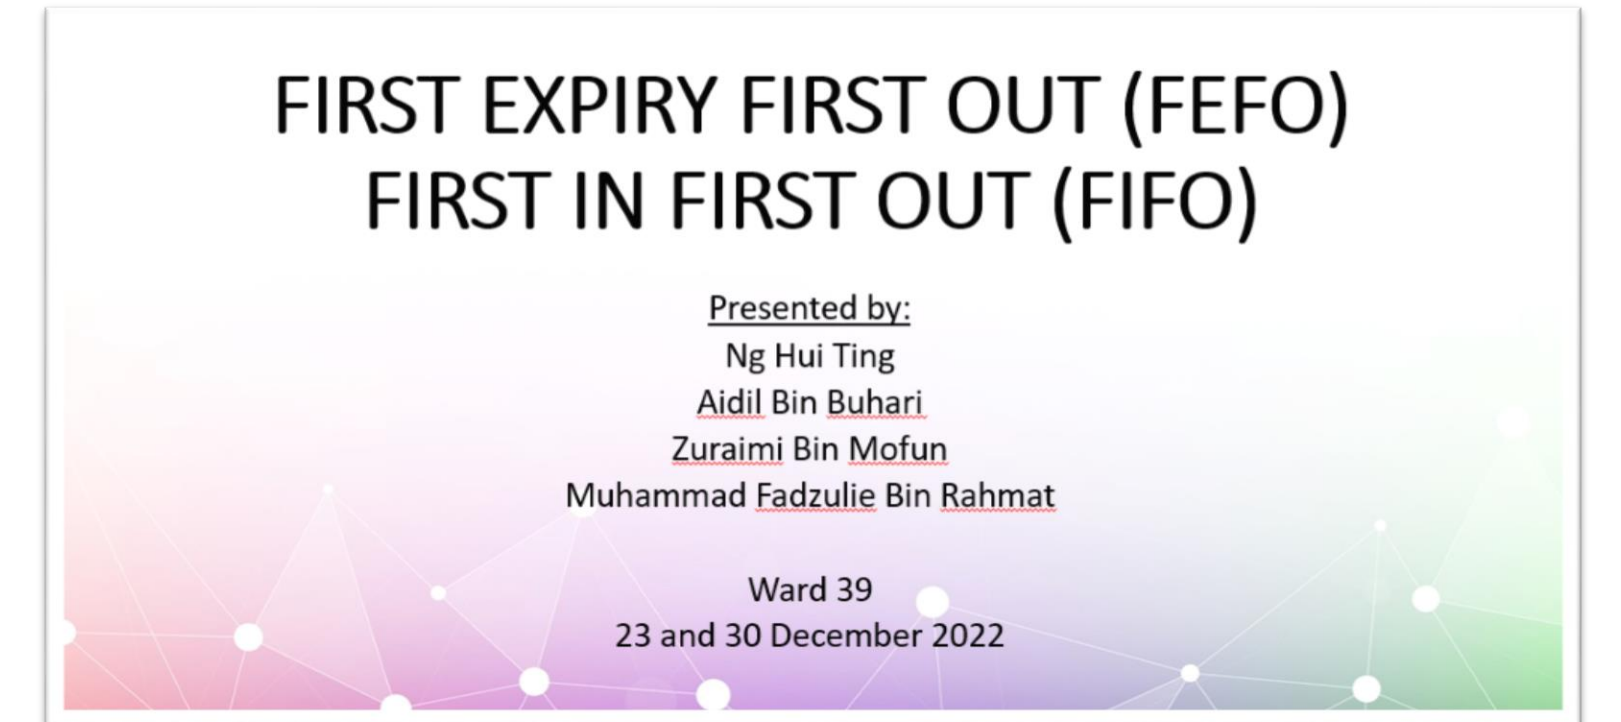 FIRST EXPIRY FIRST OUT (FEFO)
FIRST IN FIRST OUT (FIFO)
Presented by:
Ng Hui Ting
Aidil Bin Buhari
Zuraimi Bin Mofun
Muhammad Fadzulie Bin Rahmat
Ward 39
23 and 30 December 2022